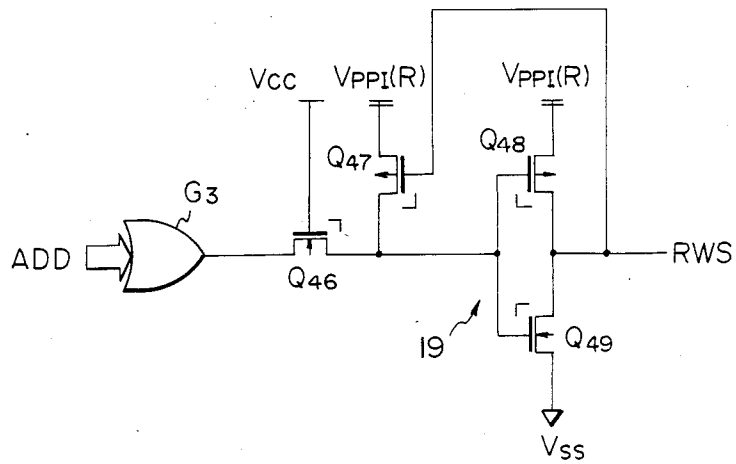 VCC
VPPI(R)
VPPI(R)
Q47
Q48
G3
ADD
Q46
RWS
19
Q49
VSS